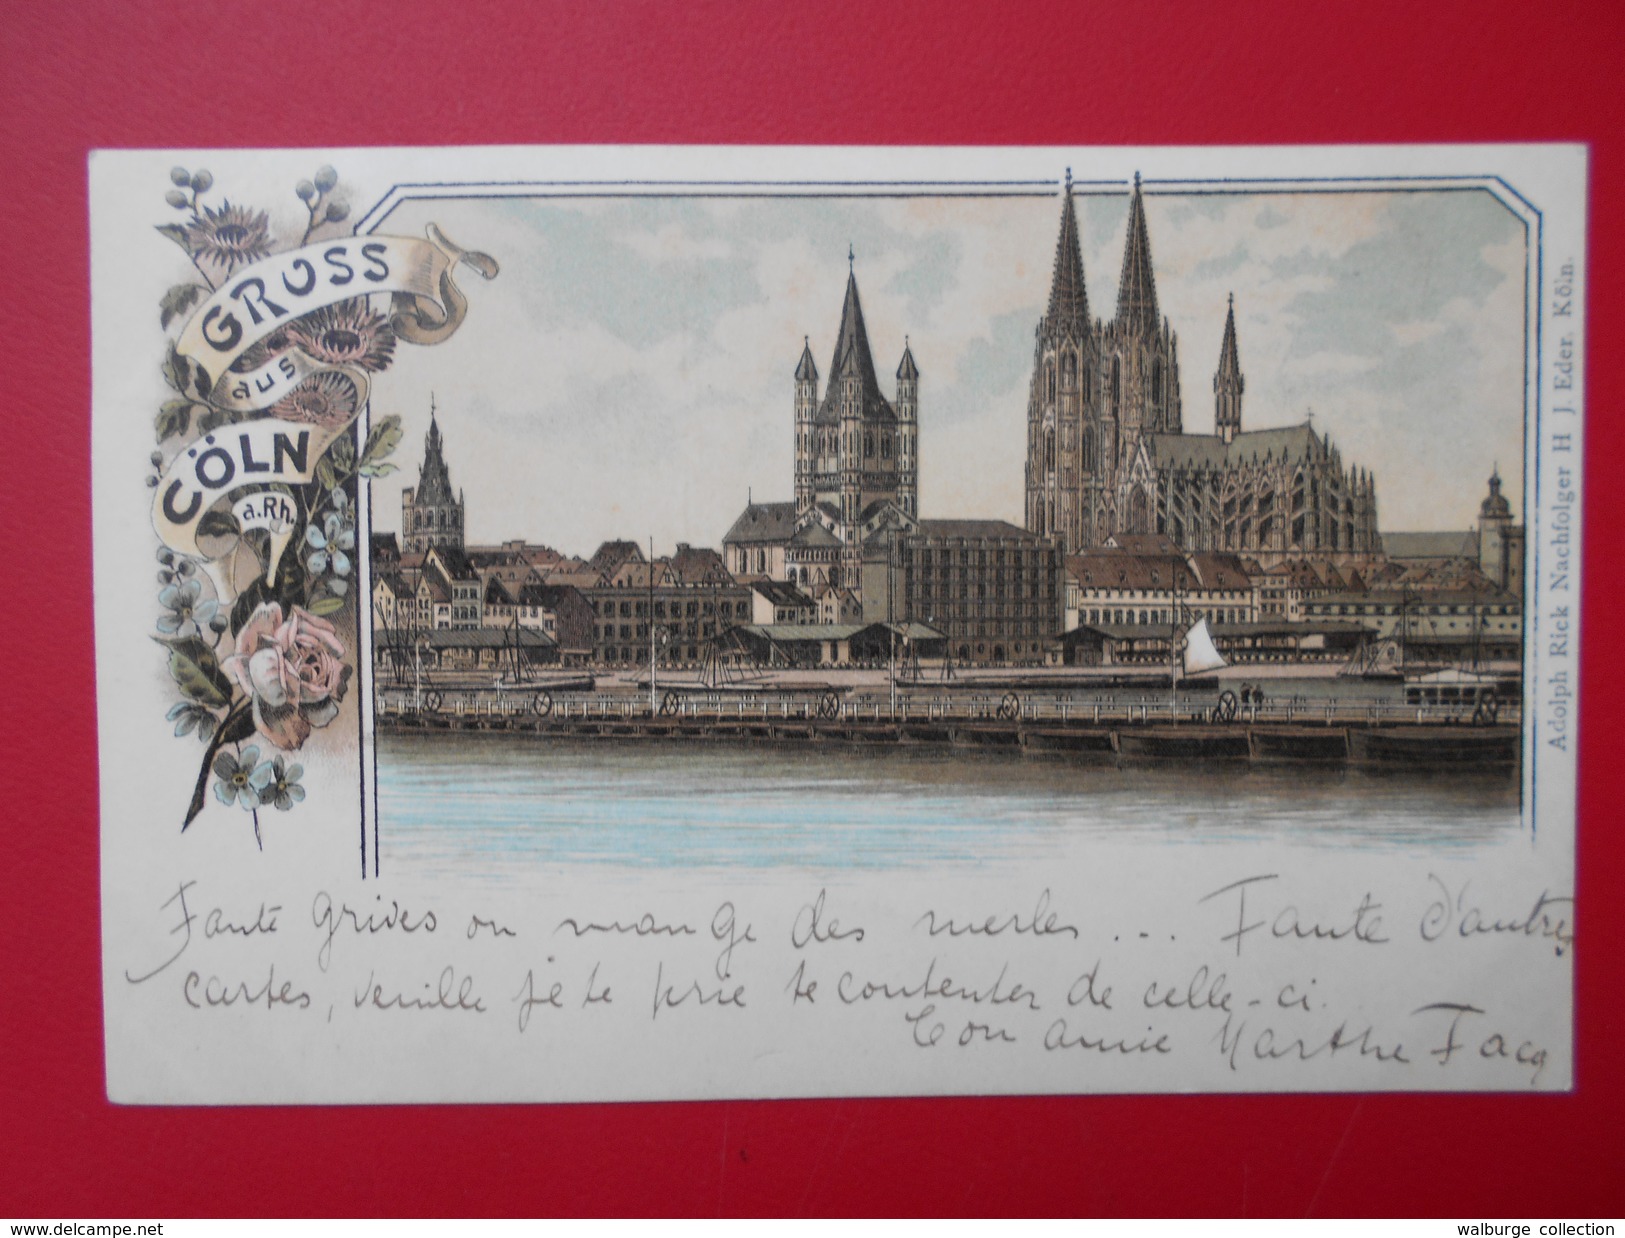 GROSS
aus
CÖLN
a.Rh.
Adolph Rick Nachfolger H J. Eder. Köln.
Faute grives on mange des merles ... Faute d'autres
cartes, veuille je te prie te contenter de celle-ci.
Ton amie Marthe Facq
www.delcampe.net
walburge collection